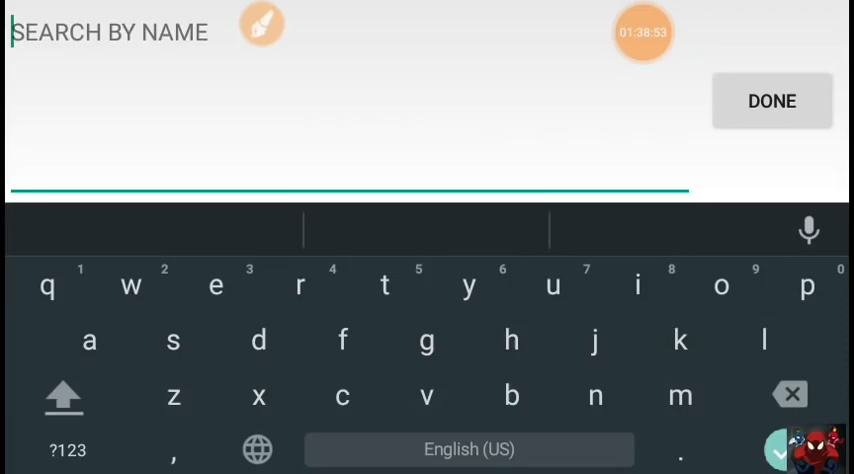 SEARCH BY NAME
01:38:53
DONE
q 1 w 2 e 3 r 4 t 5 y 6 u 7 i 8 o 9 p 0
a s d f g h j k l
z x c v b n m
?123 , English (US) .